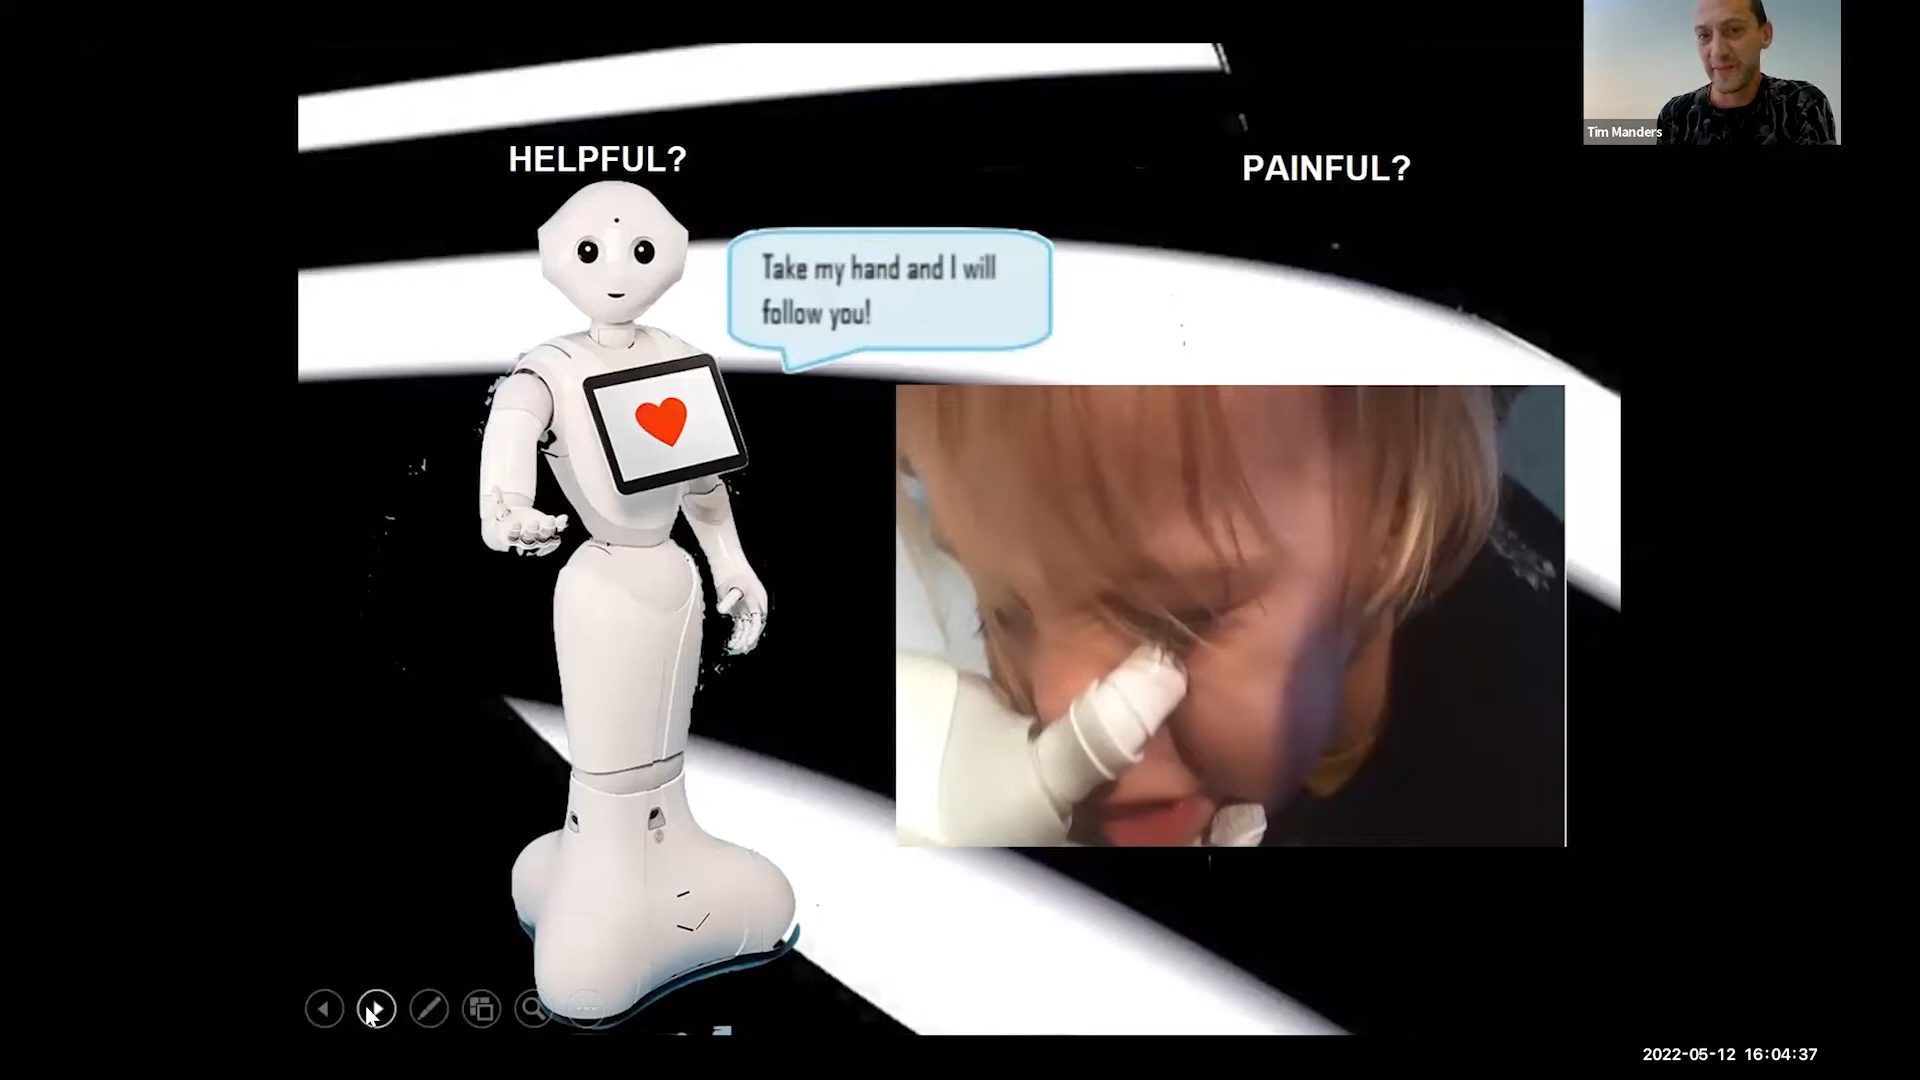 Tim Manders
HELPFUL?
PAINFUL?
Take my hand and I will
follow you!
2022-05-12 16:04:37